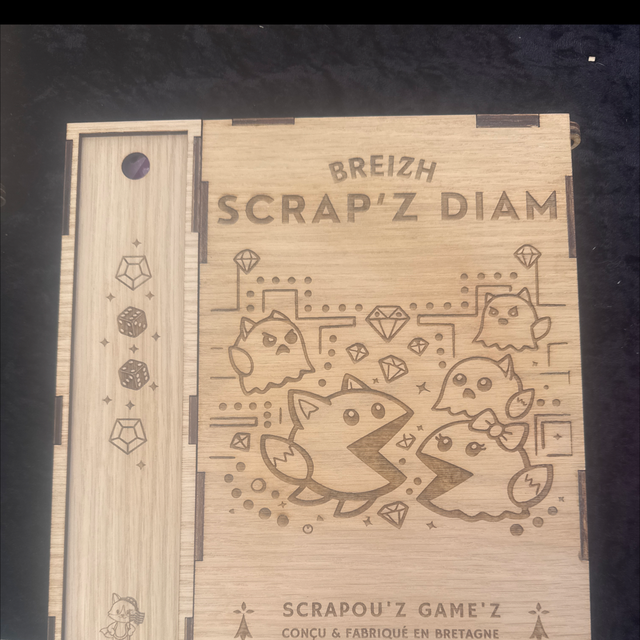 BREIZH
SCRAP'Z DIAM
SCRAPOU'Z GAME'Z
CONÇU & FABRIQUÉ EN BRETAGNE